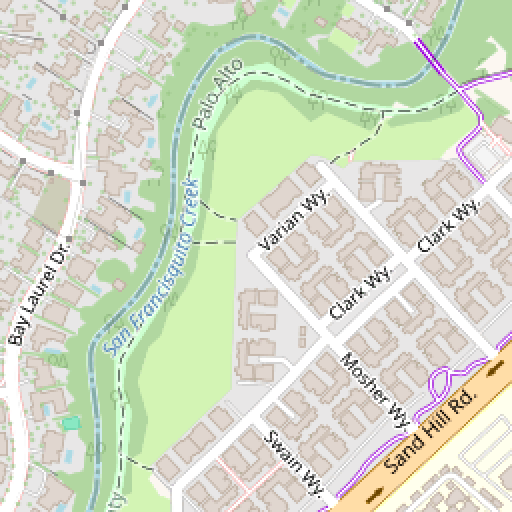 Palo Alto
Varian Wy.
Clark Wy.
San Francisquito Creek
Bay Laurel Dr.
Clark Wy.
Mosher Wy.
Sand Hill Rd.
Swain Wy.
ty